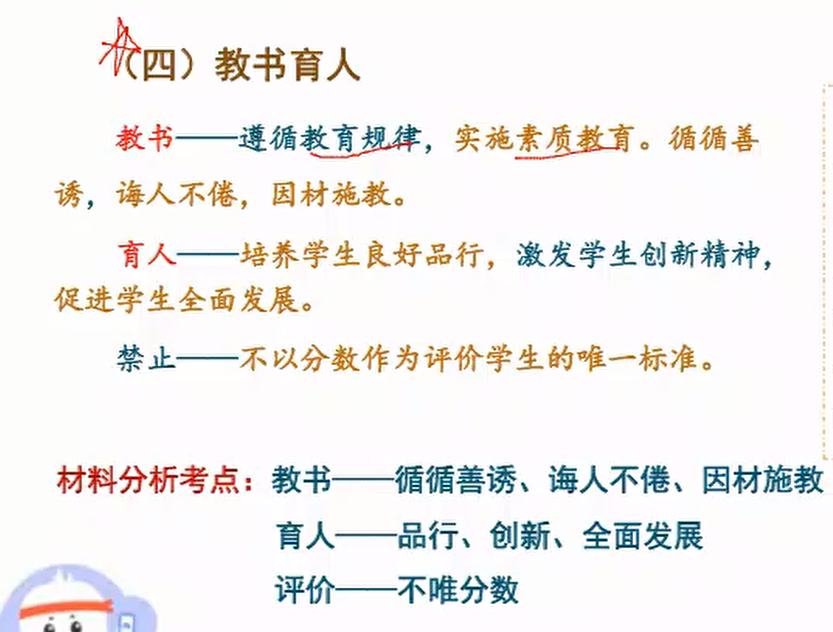 （四）教书育人
教书——遵循教育规律，实施素质教育。循循善
诱，诲人不倦，因材施教。
育人——培养学生良好品行，激发学生创新精神，
促进学生全面发展。
禁止——不以分数作为评价学生的唯一标准。
材料分析考点：教书——循循善诱、诲人不倦、因材施教
育人——品行、创新、全面发展
评价——不唯分数